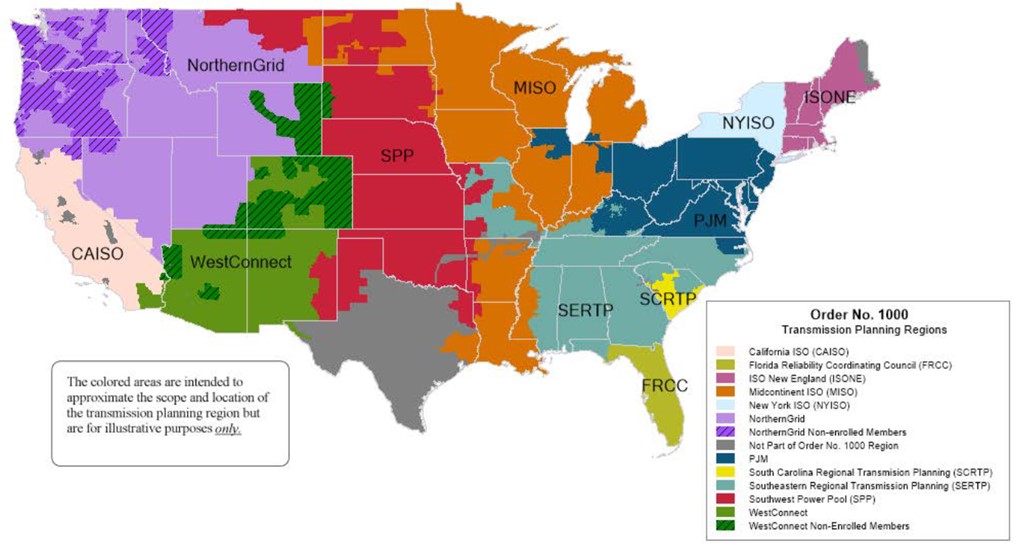 NorthernGrid
MISO
ISONE
NYISO
SPP
PJM
CAISO
WestConnect
SERTP
SCRTP
FRCC
Order No. 1000
Transmission Planning Regions
California ISO (CAISO)
Florida Reliability Coordinating Council (FRCC)
ISO New England (ISONE)
Midcontinent ISO (MISO)
New York ISO (NYISO)
NorthernGrid
NorthernGrid Non-enrolled Members
Not Part of Order No. 1000 Region
PJM
South Carolina Regional Transmision Planning (SCRTP)
Southeastern Regional Transmission Planning (SERTP)
Southwest Power Pool (SPP)
WestConnect
WestConnect Non-Enrolled Members
The colored areas are intended to
approximate the scope and location of
the transmission planning region but
are for illustrative purposes only.